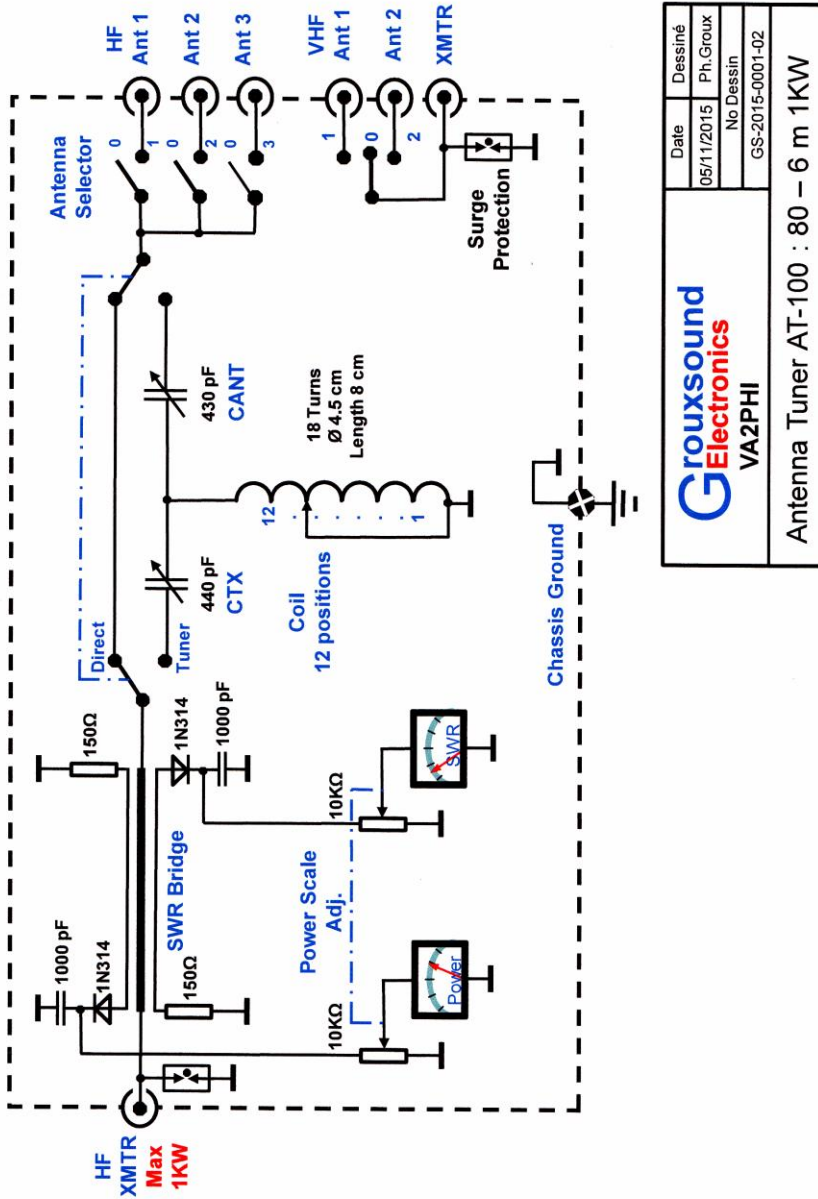 HF
XMTR
Max
1KW
1000 pF
1N314
150Ω
SWR Bridge
150Ω
1N314
1000 pF
10KΩ
Power
Power Scale
Adj.
10KΩ
SWR
Direct
Tuner
440 pF
CTX
430 pF
CANT
Coil
12 positions
12
1
18 Turns
Ø 4.5 cm
Length 8 cm
Antenna
Selector
0
1
0
2
0
3
HF
Ant 1
Ant 2
Ant 3
VHF
Ant 1
Ant 2
XMTR
1
0
2
Surge
Protection
Chassis Ground
Grouxsound
Electronics
VA2PHI
Date
Dessiné
05/11/2015
Ph.Groux
No Dessin
GS-2015-0001-02
Antenna Tuner AT-100 : 80 – 6 m 1KW